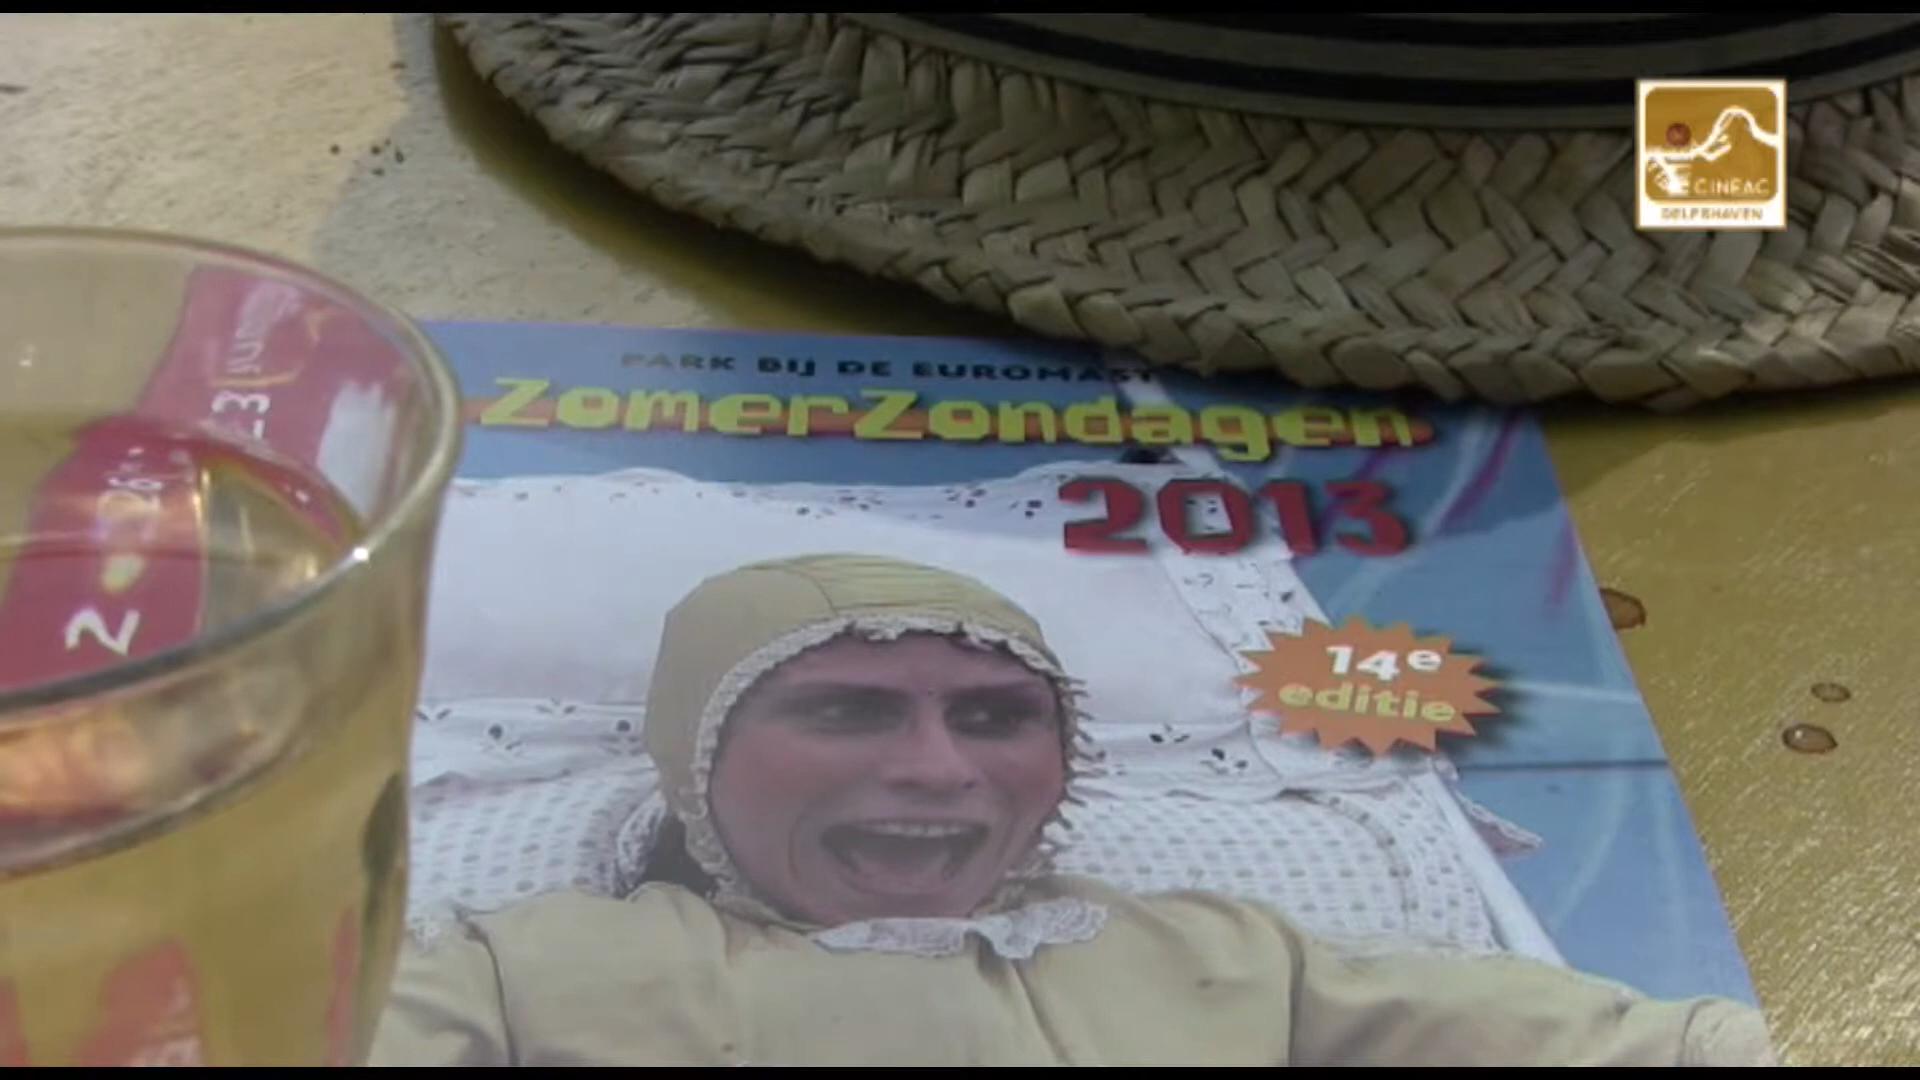 CINEAC
DELFSHAVEN
PARK BIJ DE EUROMAST
ZomerZondagen
2013
14e
editie